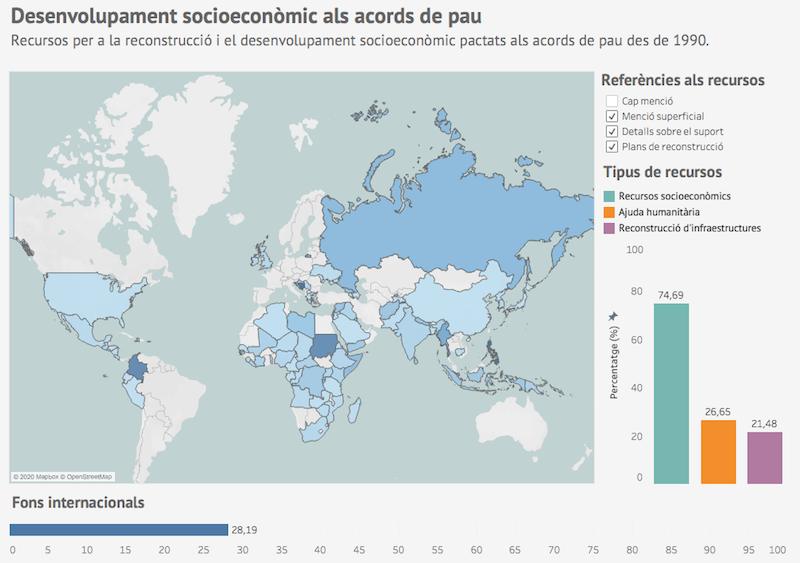 Desenvolupament socioeconòmic als acords de pau
Recursos per a la reconstrucció i el desenvolupament socioeconòmic pactats als acords de pau des de 1990.
Referències als recursos
Cap menció
Menció superficial
Detalls sobre el suport
Plans de reconstrucció
Tipus de recursos
Recursos socioeconòmics
Ajuda humanitària
Reconstrucció d'infraestructures
100
80
60
40
20
0
Percentatge (%)
74,69
26,65
21,48
© 2020 Mapbox © OpenStreetMap
Fons internacionals
28,19
0 5 10 15 20 25 30 35 40 45 50 55 60 65 70 75 80 85 90 95 100